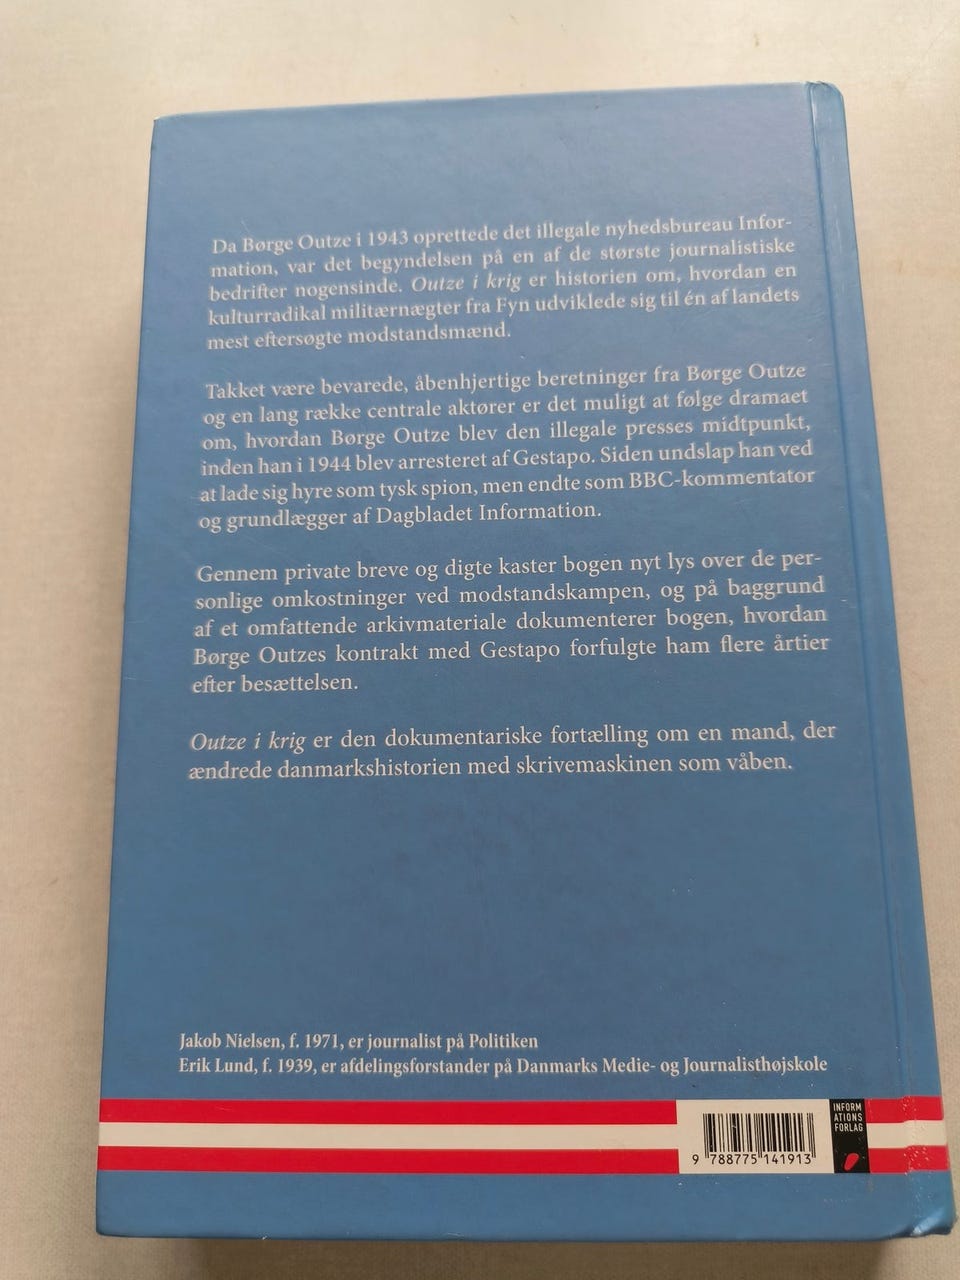 Da Børge Outze i 1943 oprettede det illegale nyhedsbureau Infor-
mation, var det begyndelsen på en af de største journalistiske
bedrifter nogensinde. Outze i krig er historien om, hvordan en
kulturradikal militærnægter fra Fyn udviklede sig til én af landets
mest eftersøgte modstandsmænd.
Takket være bevarede, åbenhjertige beretninger fra Børge Outze
og en lang række centrale aktører er det muligt at følge dramaet
om, hvordan Børge Outze blev den illegale presses midtpunkt,
inden han i 1944 blev arresteret af Gestapo. Siden undslap han ved
at lade sig hyre som tysk spion, men endte som BBC-kommentator
og grundlægger af Dagbladet Information.
Gennem private breve og digte kaster bogen nyt lys over de per-
sonlige omkostninger ved modstandskampen, og på baggrund
af et omfattende arkivmateriale dokumenterer bogen, hvordan
Børge Outzes kontrakt med Gestapo forfulgte ham flere årtier
efter besættelsen.
Outze i krig er den dokumentariske fortælling om en mand, der
ændrede danmarkshistorien med skrivemaskinen som våben.
Jakob Nielsen, f. 1971, er journalist på Politiken
Erik Lund, f. 1939, er afdelingsforstander på Danmarks Medie- og Journalisthøjskole
INFORM
ATIONS
FORLAG
9 788775 141913